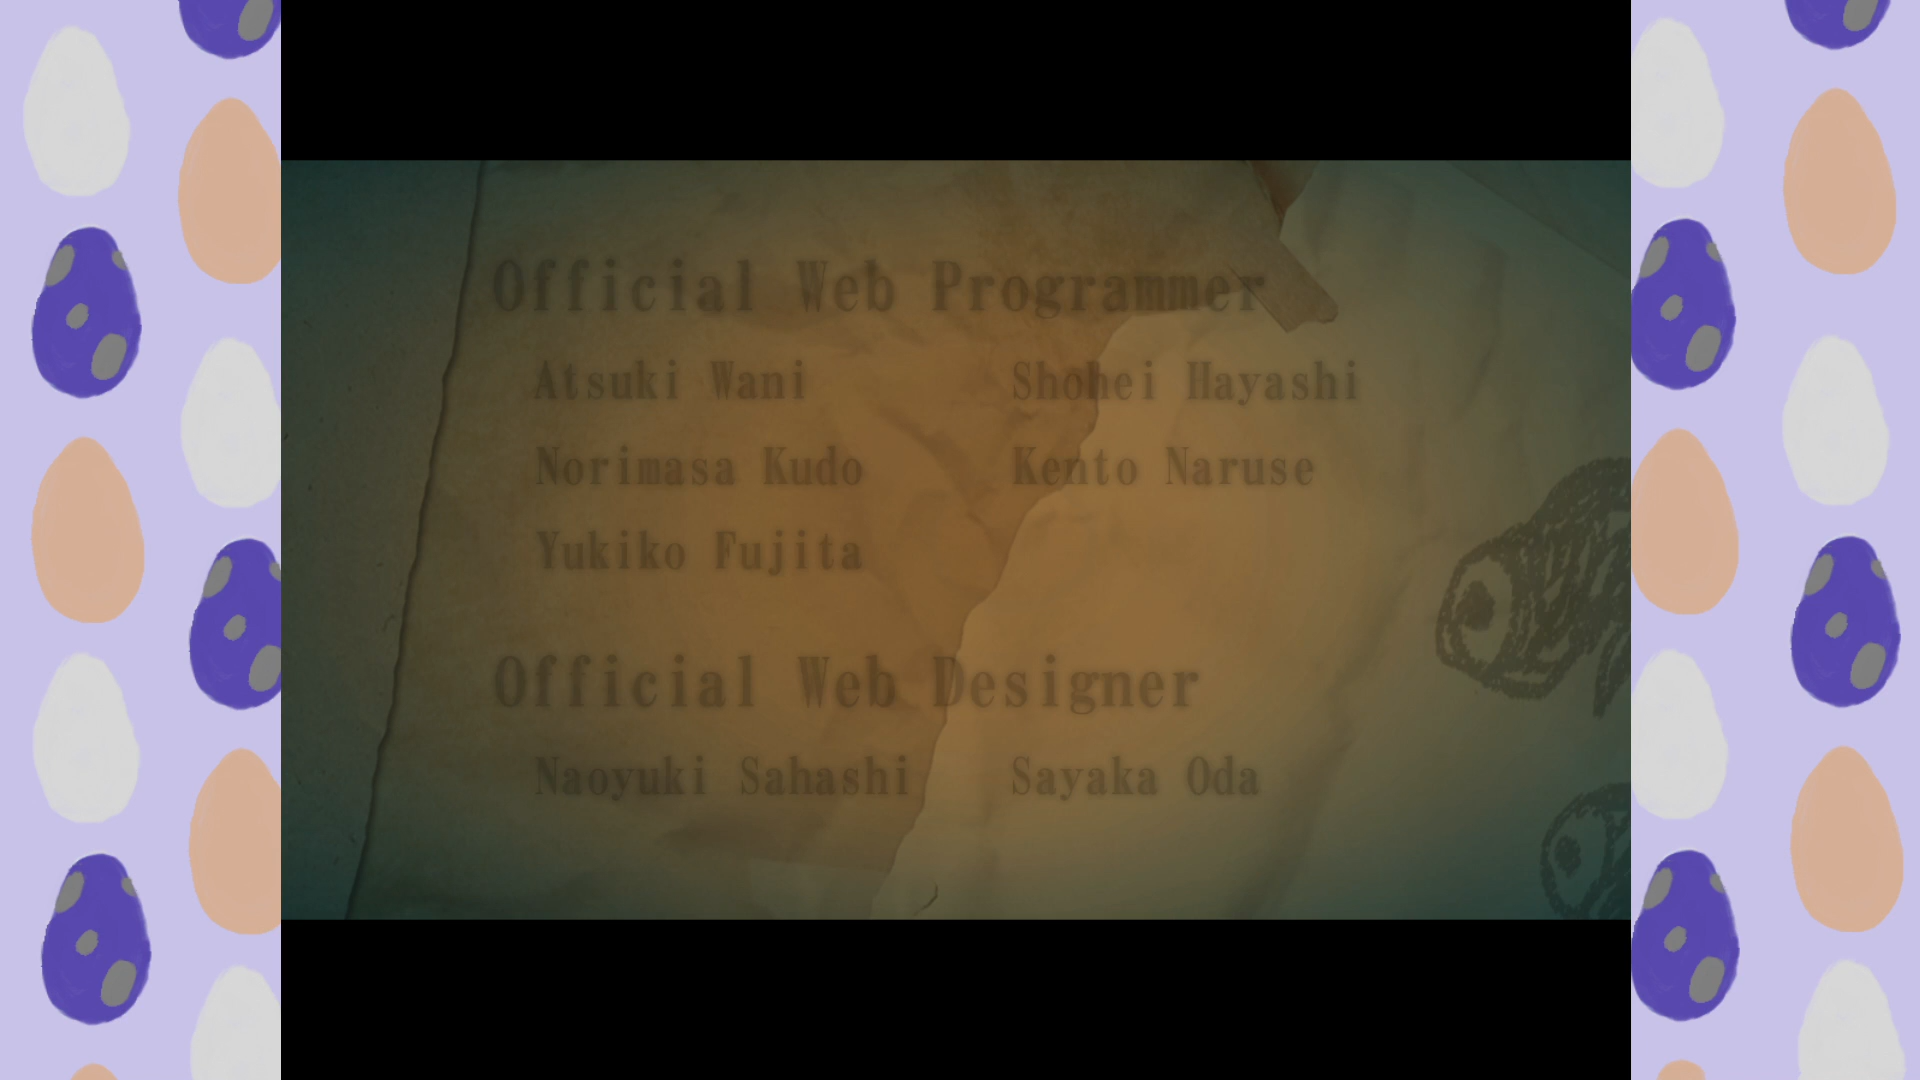 Official Web Programmer
Atsuki Wani Shohei Hayashi
Norimasa Kudo Kento Naruse
Yukiko Fujita
Official Web Designer
Naoyuki Sahashi Sayaka Oda